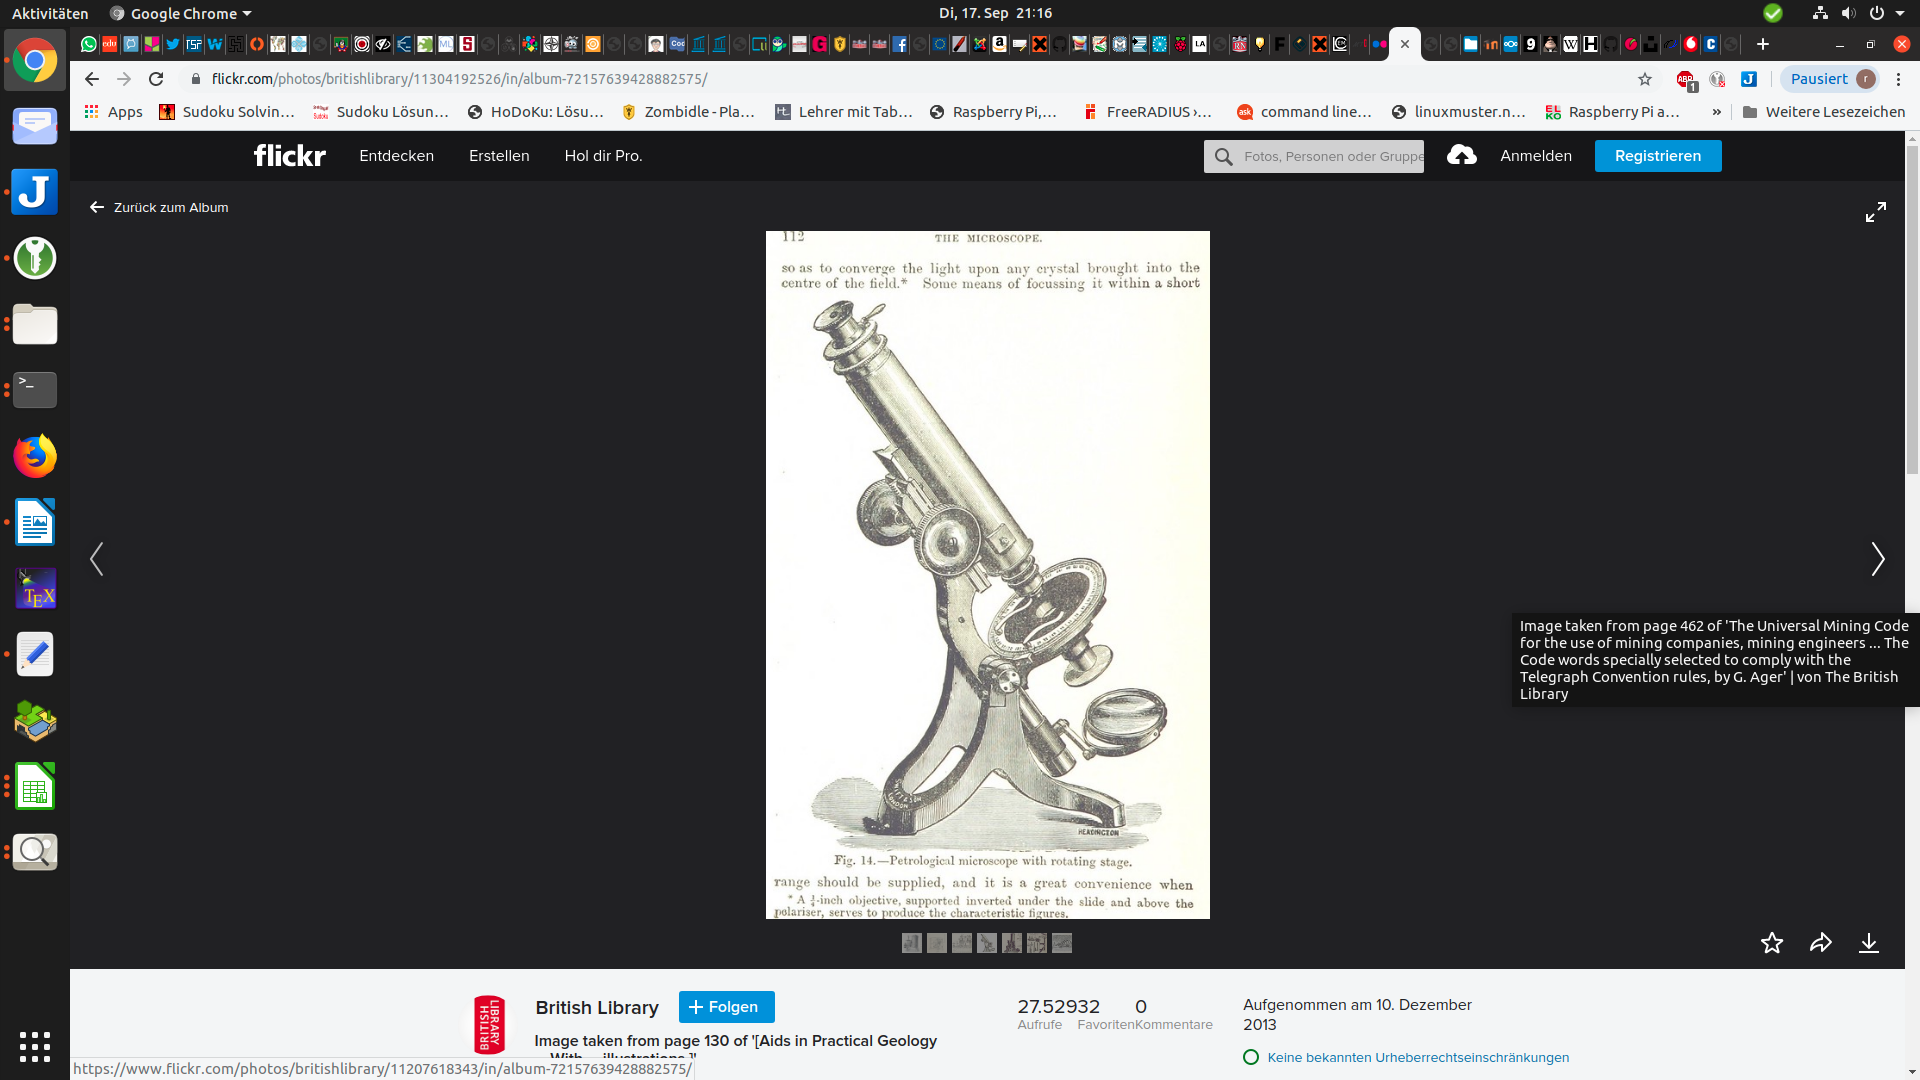 Aktivitäten
Google Chrome
Di, 17. Sep 21:16
flickr.com/photos/britishlibrary/11304192526/in/album-72157639428882575/
1
Pausiert
r
Apps
Sudoku Solvin…
Sudoku Lösun…
HoDoKu: Lösu…
Zombidle - Pla…
Lehrer mit Tab…
Raspberry Pi,…
FreeRADIUS ›…
command line…
linuxmuster.n…
Raspberry Pi a…
»
Weitere Lesezeichen
flickr
Entdecken
Erstellen
Hol dir Pro.
Fotos, Personen oder Gruppe
Anmelden
Registrieren
Zurück zum Album
112
THE MICROSCOPE.
so as to converge the light upon any crystal brought into the
centre of the field.* Some means of focussing it within a short
SWIFT & SON
LONDON
HEADINGTON
Fig. 14.—Petrological microscope with rotating stage.
range should be supplied, and it is a great convenience when
* A ¼-inch objective, supported inverted under the slide and above the
polariser, serves to produce the characteristic figures.
Image taken from page 462 of 'The Universal Mining Code
for the use of mining companies, mining engineers ... The
Code words specially selected to comply with the
Telegraph Convention rules, by G. Ager' | von The British
Library
LIBRARY
BRITISH
British Library
Folgen
Image taken from page 130 of '[Aids in Practical Geology
... With ... illustrations.]'
27.529
Aufrufe
32
Favoriten
0
Kommentare
Aufgenommen am 10. Dezember
2013
Keine bekannten Urheberrechtseinschränkungen
https://www.flickr.com/photos/britishlibrary/11207618343/in/album-72157639428882575/